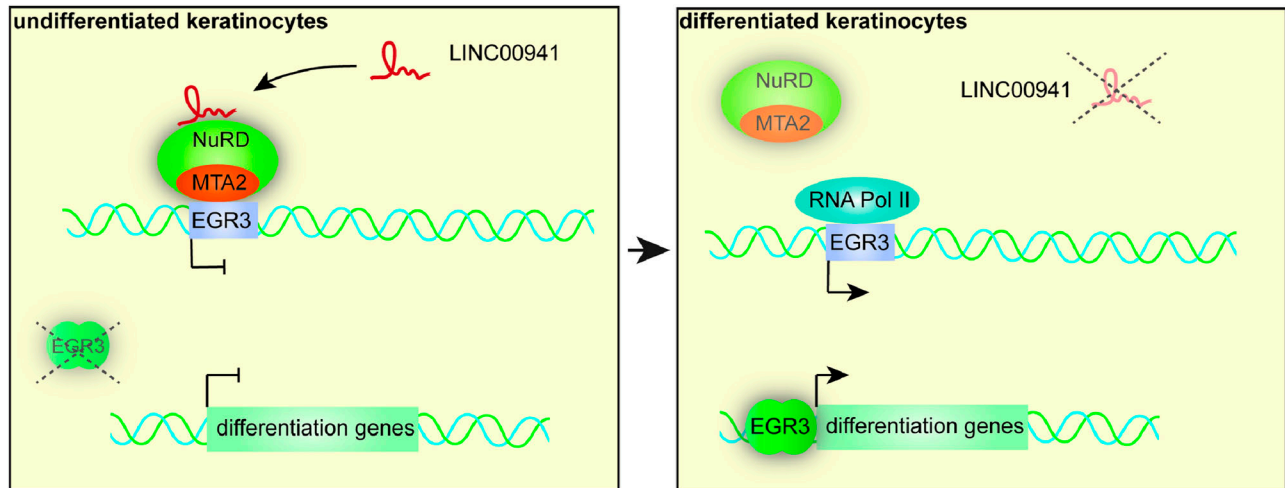 undifferentiated keratinocytes
LINC00941
NuRD
MTA2
EGR3
EGR3
differentiation genes
differentiated keratinocytes
NuRD
MTA2
LINC00941
RNA Pol II
EGR3
EGR3
differentiation genes